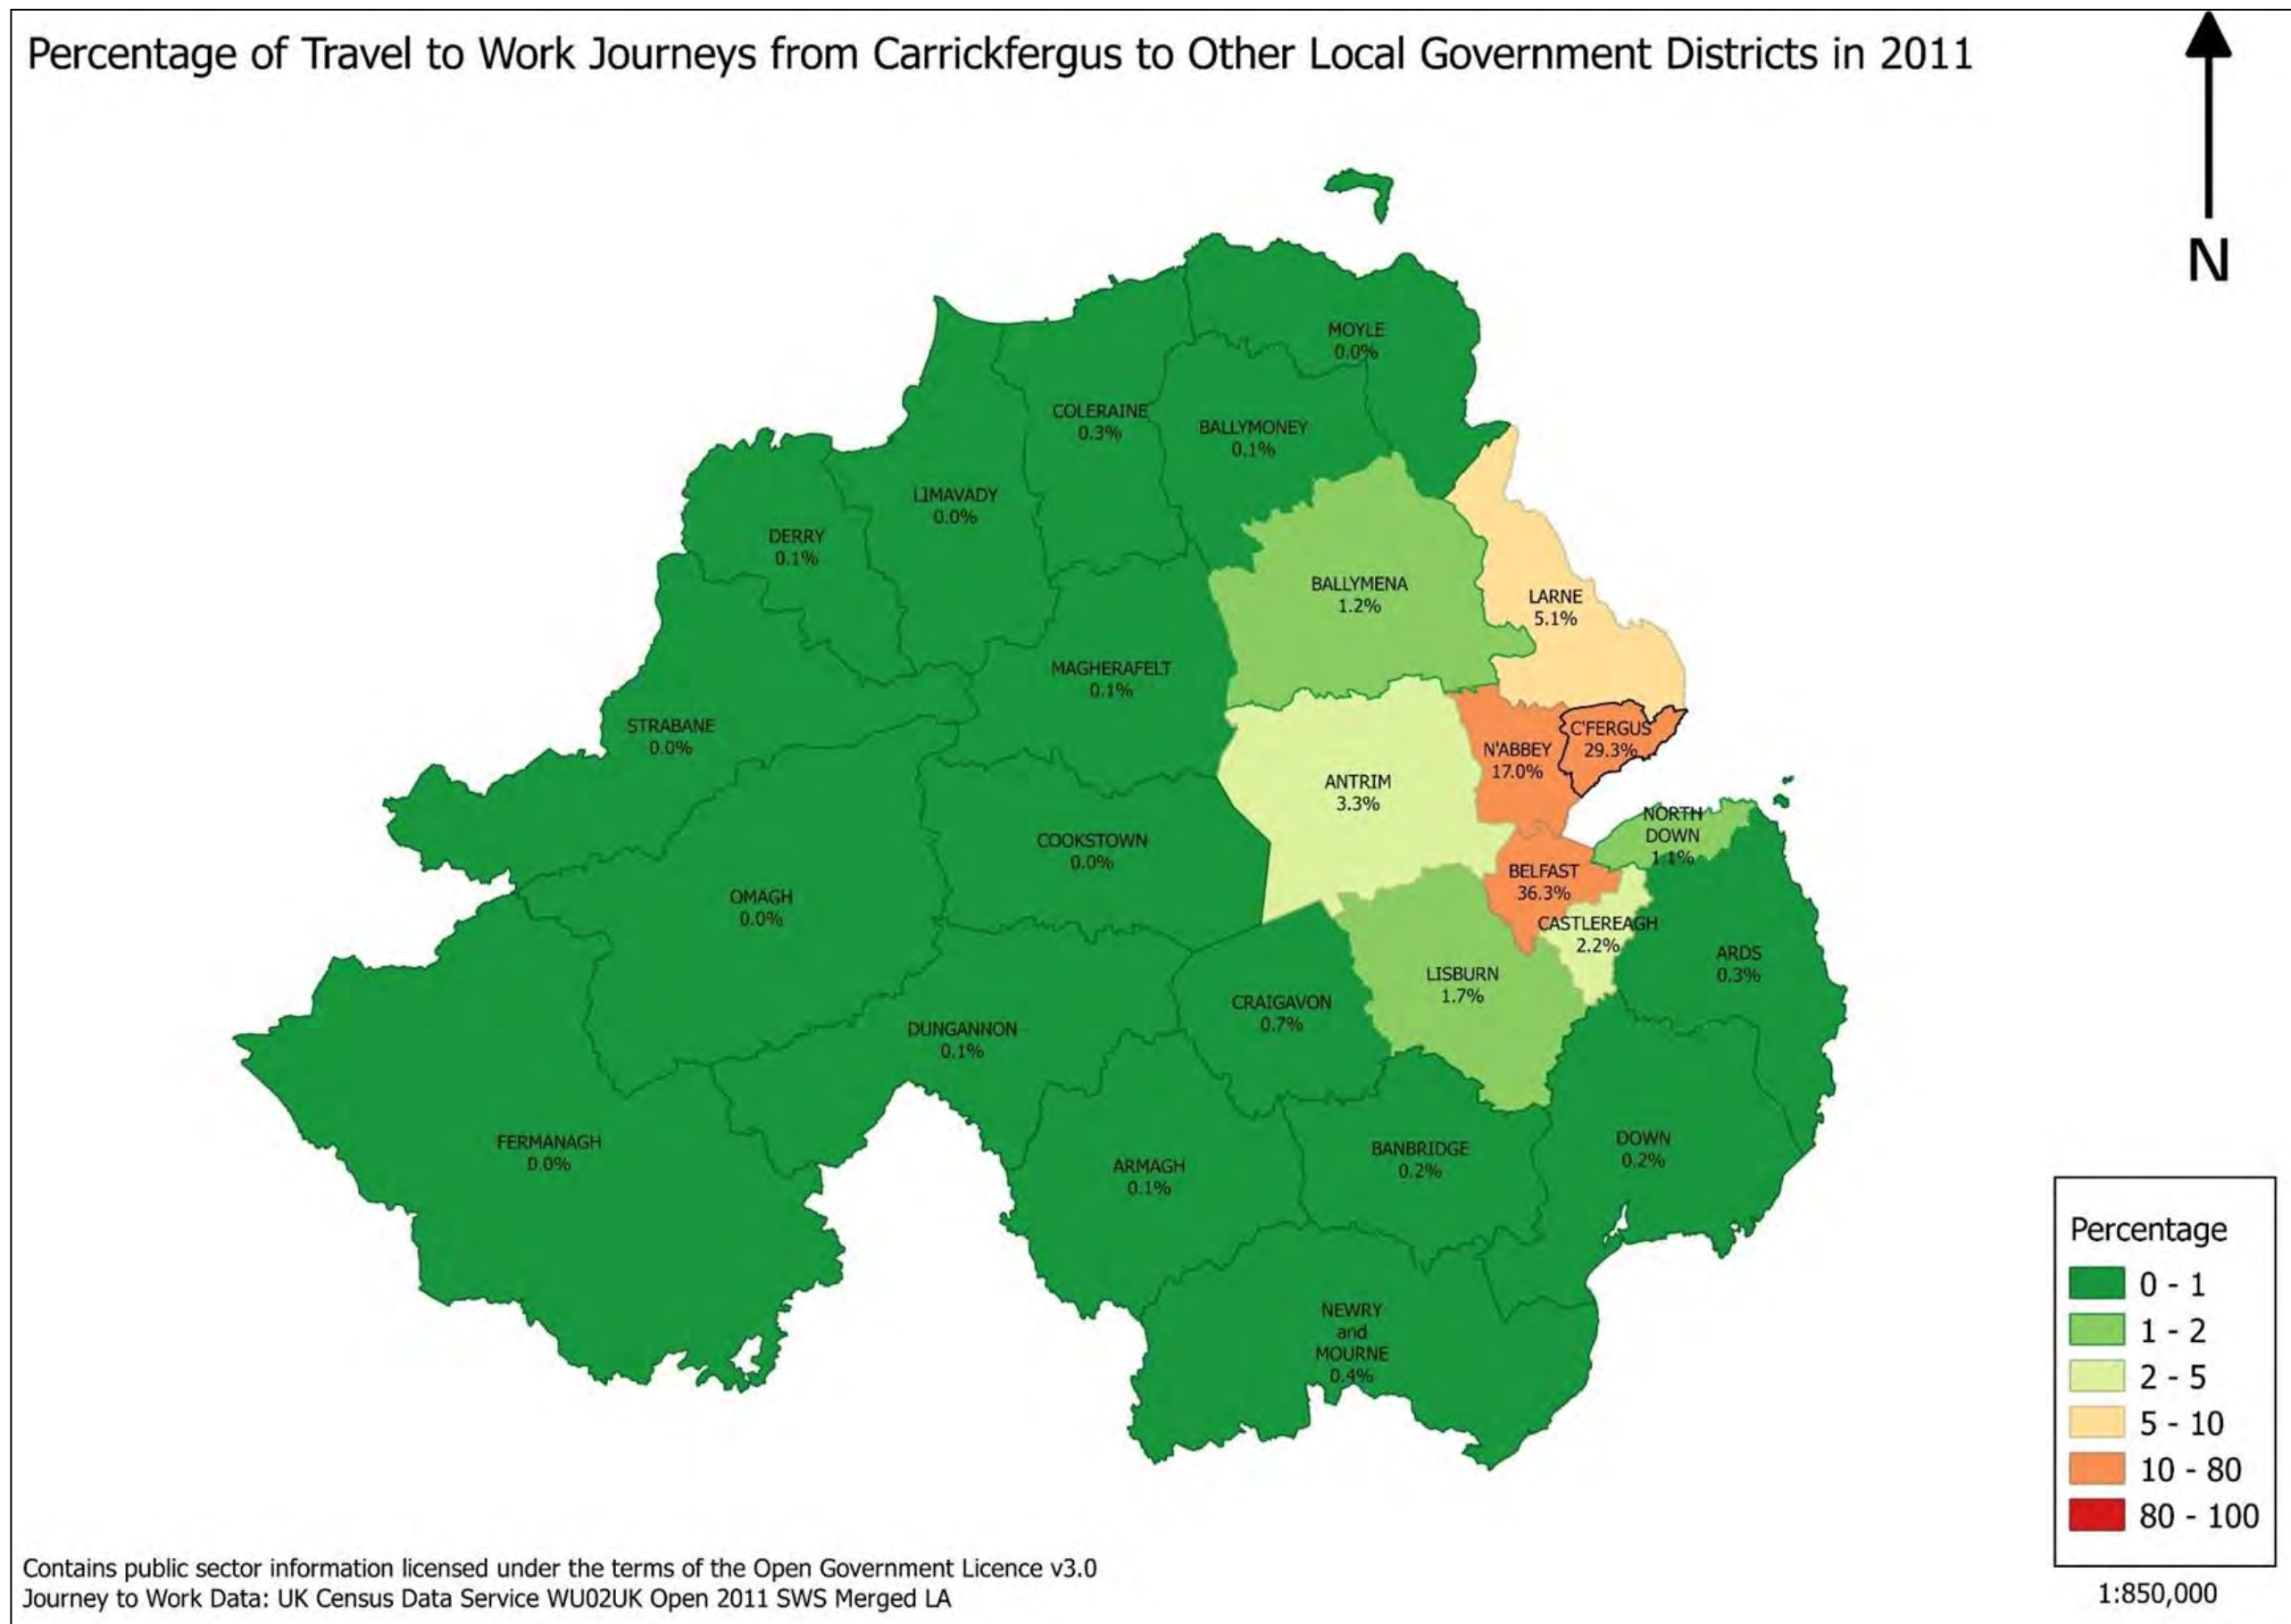 Percentage of Travel to Work Journeys from Carrickfergus to Other Local Government Districts in 2011
N
MOYLE
0.0%
COLERAINE
0.3%
BALLYMONEY
0.1%
LIMAVADY
0.0%
DERRY
0.1%
BALLYMENA
1.2%
LARNE
5.1%
MAGHERAFELT
0.1%
STRABANE
0.0%
C'FERGUS
29.3%
N'ABBEY
17.0%
ANTRIM
3.3%
NORTH
DOWN
1.1%
COOKSTOWN
0.0%
BELFAST
36.3%
OMAGH
0.0%
CASTLEREAGH
2.2%
ARDS
0.3%
LISBURN
1.7%
CRAIGAVON
0.7%
DUNGANNON
0.1%
FERMANAGH
0.0%
ARMAGH
0.1%
BANBRIDGE
0.2%
DOWN
0.2%
NEWRY
and
MOURNE
0.4%
Percentage
0 - 1
1 - 2
2 - 5
5 - 10
10 - 80
80 - 100
1:850,000
Contains public sector information licensed under the terms of the Open Government Licence v3.0
Journey to Work Data: UK Census Data Service WU02UK Open 2011 SWS Merged LA